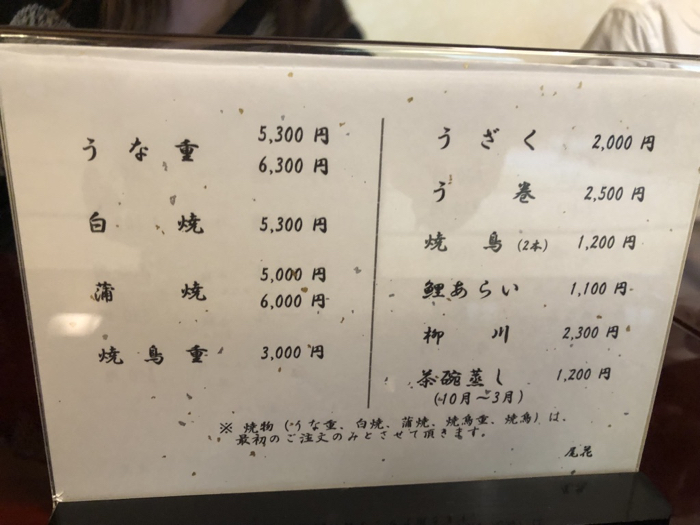 うな重 5,300円
6,300円
白焼 5,300円
蒲焼 5,000円
6,000円
焼鳥重 3,000円
うざく 2,000円
う巻 2,500円
焼鳥(2本) 1,200円
鯉あらい 1,100円
柳川 2,300円
茶碗蒸し 1,200円
(10月〜3月)
※ 焼物(うな重、白焼、蒲焼、焼鳥重、焼鳥)は、
最初のご注文のみとさせて頂きます。
尾花